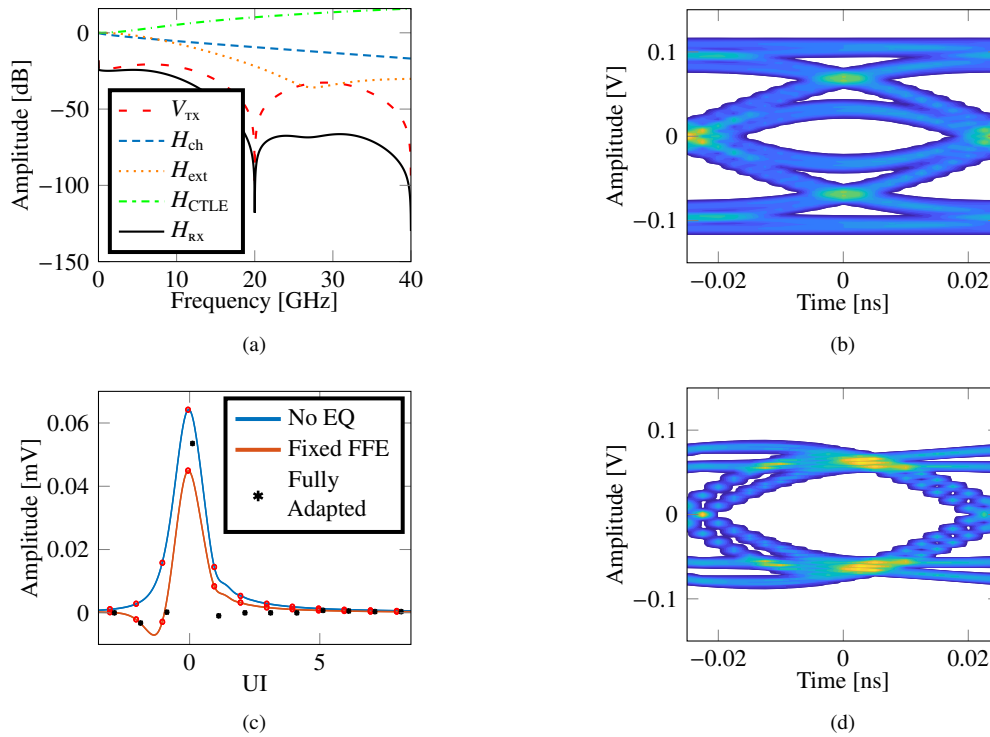 0
−50
−100
−150
Amplitude [dB]
V_TX
H_ch
H_ext
H_CTLE
H_RX
0 10 20 30 40
Frequency [GHz]
(a)
0.1
0
−0.1
Amplitude [V]
−0.02 0 0.02
Time [ns]
(b)
0.06
0.04
0.02
0
Amplitude [mV]
No EQ
Fixed FFE
Fully
Adapted
0 5
UI
(c)
0.1
0
−0.1
Amplitude [V]
−0.02 0 0.02
Time [ns]
(d)